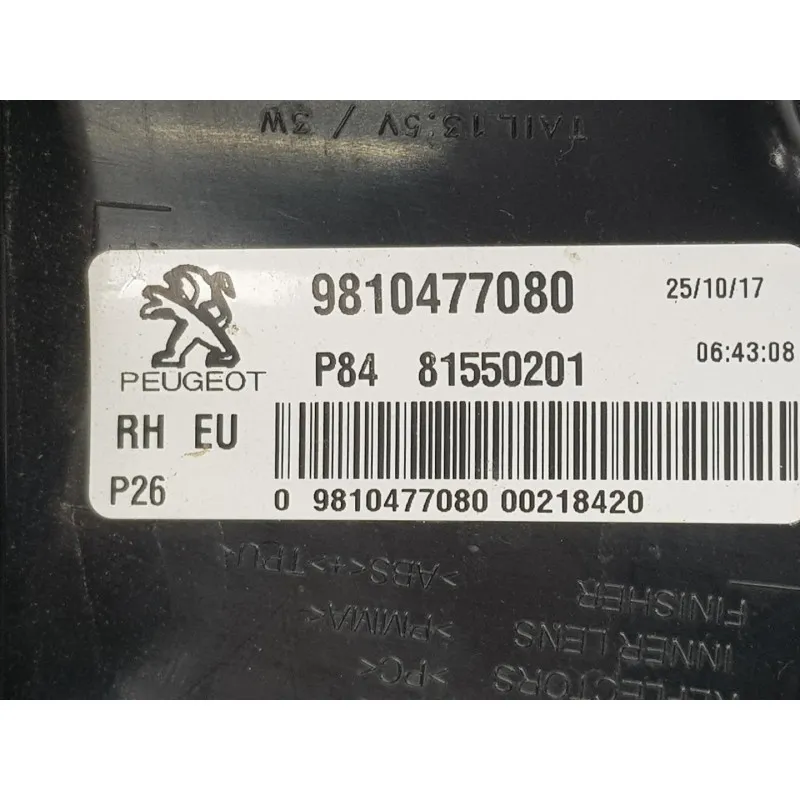 TAIL 13.5V / 3W
9810477080 25/10/17
PEUGEOT P84 81550201 06:43:08
RH EU
P26 0 9810477080 00218420
>ABS<+>TPU<
FINISHER
>PMMA< INNER LENS
>PC< REFLECTORS